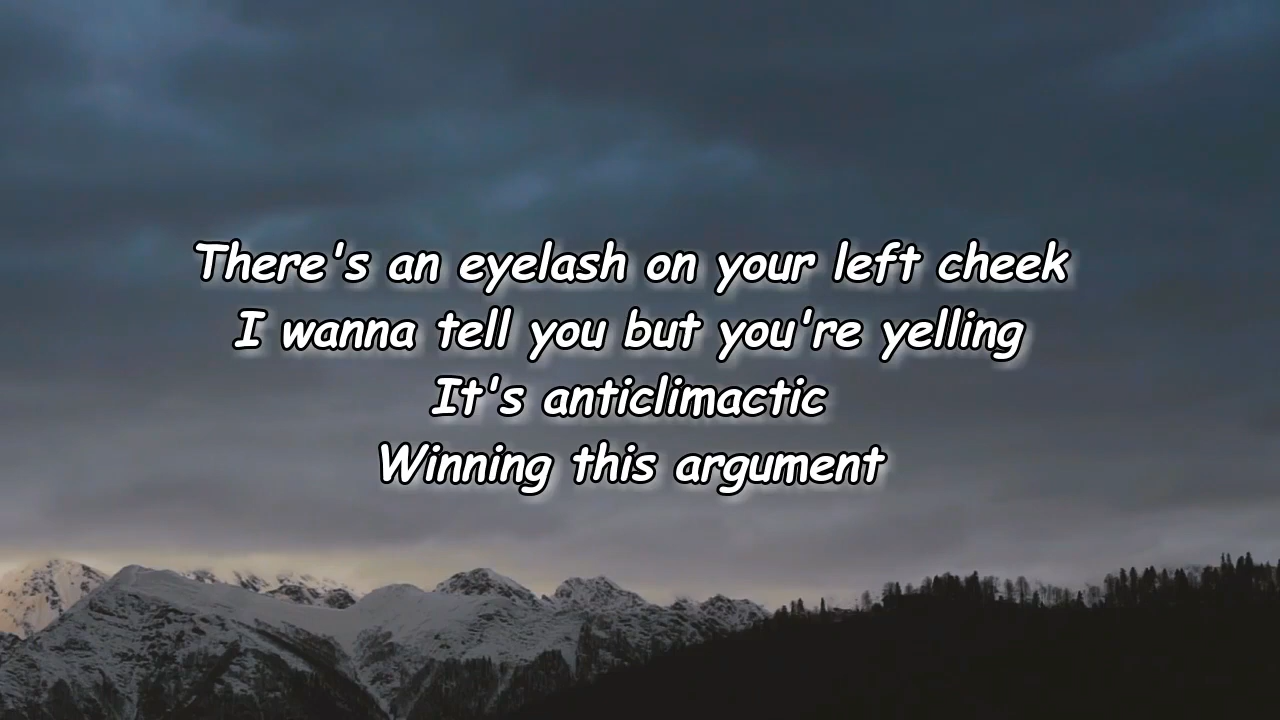 There's an eyelash on your left cheek
I wanna tell you but you're yelling
It's anticlimactic
Winning this argument